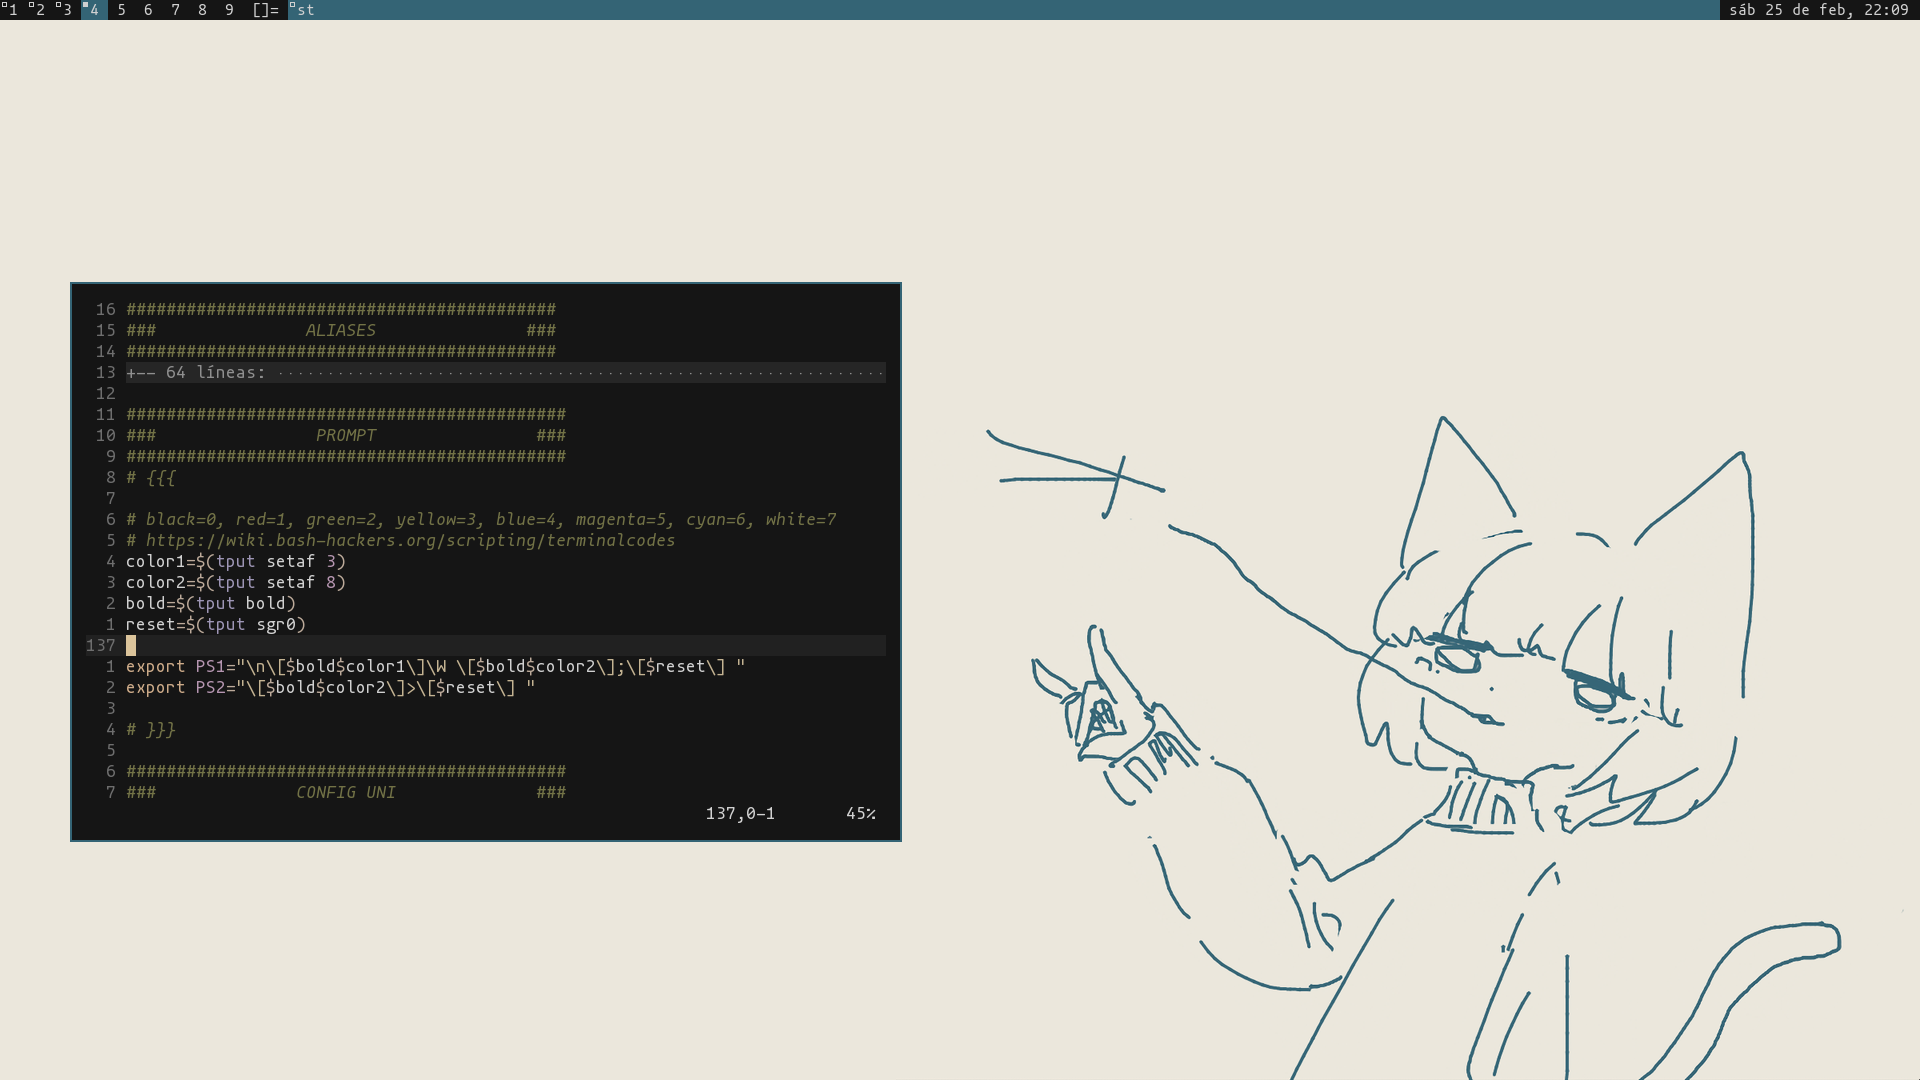 1 2 3 4 5 6 7 8 9 []= st sáb 25 de feb, 22:09
16 ###########################################
15 ### ALIASES ###
14 ###########################################
13 +-- 64 líneas: ·····························································
12
11 ############################################
10 ### PROMPT ###
9 ############################################
8 # {{{
7
6 # black=0, red=1, green=2, yellow=3, blue=4, magenta=5, cyan=6, white=7
5 # https://wiki.bash-hackers.org/scripting/terminalcodes
4 color1=$(tput setaf 3)
3 color2=$(tput setaf 8)
2 bold=$(tput bold)
1 reset=$(tput sgr0)
137
1 export PS1="\n\[$bold$color1\]\W \[$bold$color2\];\[$reset\] "
2 export PS2="\[$bold$color2\]>\[$reset\] "
3
4 # }}}
5
6 ############################################
7 ### CONFIG UNI ###
137,0-1 45%